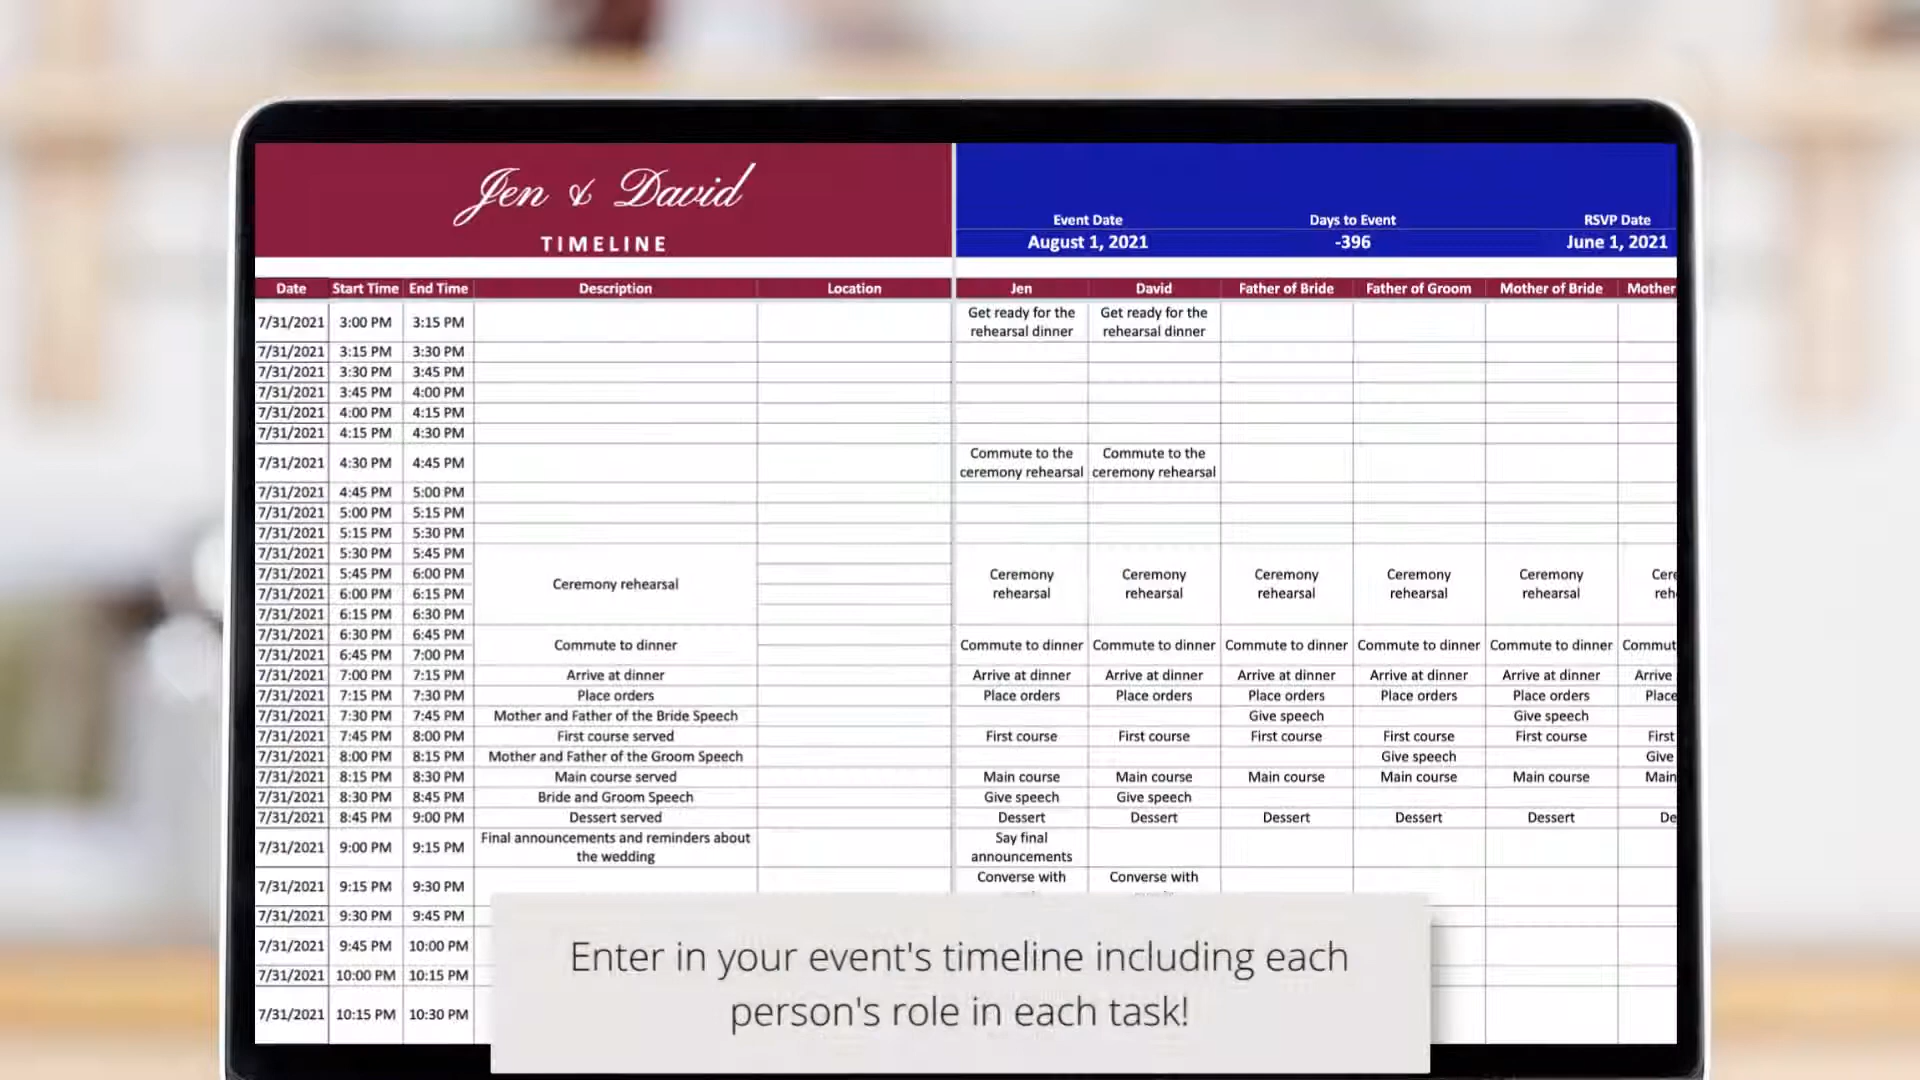 Jen & David
TIMELINE
Event Date Days to Event RSVP Date
August 1, 2021 -396 June 1, 2021
Date Start Time End Time Description Location Jen David Father of Bride Father of Groom Mother of Bride Mother
7/31/2021 3:00 PM 3:15 PM Get ready for the rehearsal dinner Get ready for the rehearsal dinner
7/31/2021 3:15 PM 3:30 PM
7/31/2021 3:30 PM 3:45 PM
7/31/2021 3:45 PM 4:00 PM
7/31/2021 4:00 PM 4:15 PM
7/31/2021 4:15 PM 4:30 PM
7/31/2021 4:30 PM 4:45 PM Commute to the ceremony rehearsal Commute to the ceremony rehearsal
7/31/2021 4:45 PM 5:00 PM
7/31/2021 5:00 PM 5:15 PM
7/31/2021 5:15 PM 5:30 PM
7/31/2021 5:30 PM 5:45 PM
7/31/2021 5:45 PM 6:00 PM
Ceremony rehearsal Ceremony rehearsal Ceremony rehearsal Ceremony rehearsal Ceremony rehearsal Ceremony rehearsal Cere reh
7/31/2021 6:00 PM 6:15 PM
7/31/2021 6:15 PM 6:30 PM
7/31/2021 6:30 PM 6:45 PM
Commute to dinner Commute to dinner Commute to dinner Commute to dinner Commute to dinner Commute to dinner Commut
7/31/2021 6:45 PM 7:00 PM
7/31/2021 7:00 PM 7:15 PM Arrive at dinner Arrive at dinner Arrive at dinner Arrive at dinner Arrive at dinner Arrive at dinner Arrive
7/31/2021 7:15 PM 7:30 PM Place orders Place orders Place orders Place orders Place orders Place orders Place
7/31/2021 7:30 PM 7:45 PM Mother and Father of the Bride Speech Give speech Give speech
7/31/2021 7:45 PM 8:00 PM First course served First course First course First course First course First course First
7/31/2021 8:00 PM 8:15 PM Mother and Father of the Groom Speech Give speech Give
7/31/2021 8:15 PM 8:30 PM Main course served Main course Main course Main course Main course Main course Main
7/31/2021 8:30 PM 8:45 PM Bride and Groom Speech Give speech Give speech
7/31/2021 8:45 PM 9:00 PM Dessert served Dessert Dessert Dessert Dessert Dessert De
7/31/2021 9:00 PM 9:15 PM Final announcements and reminders about the wedding Say final announcements
7/31/2021 9:15 PM 9:30 PM Converse with Converse with
7/31/2021 9:30 PM 9:45 PM
7/31/2021 9:45 PM 10:00 PM
7/31/2021 10:00 PM 10:15 PM
7/31/2021 10:15 PM 10:30 PM
Enter in your event's timeline including each
person's role in each task!